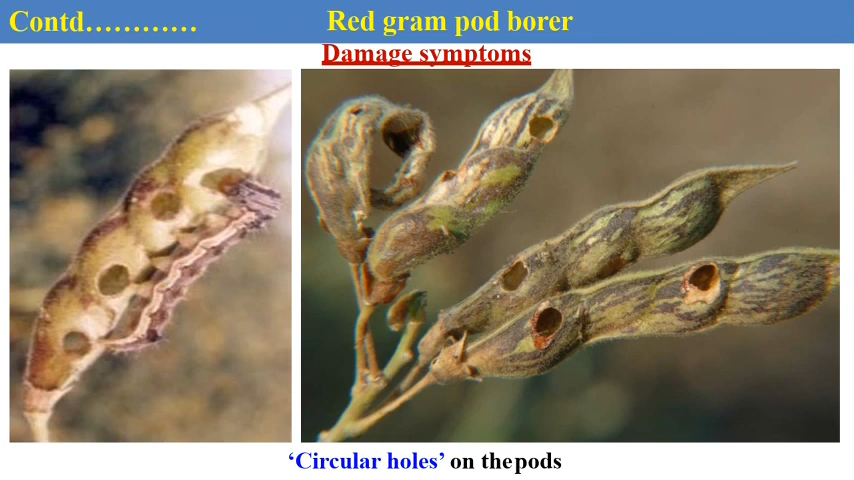 Contd………… Red gram pod borer
Damage symptoms
‘Circular holes’ on the pods